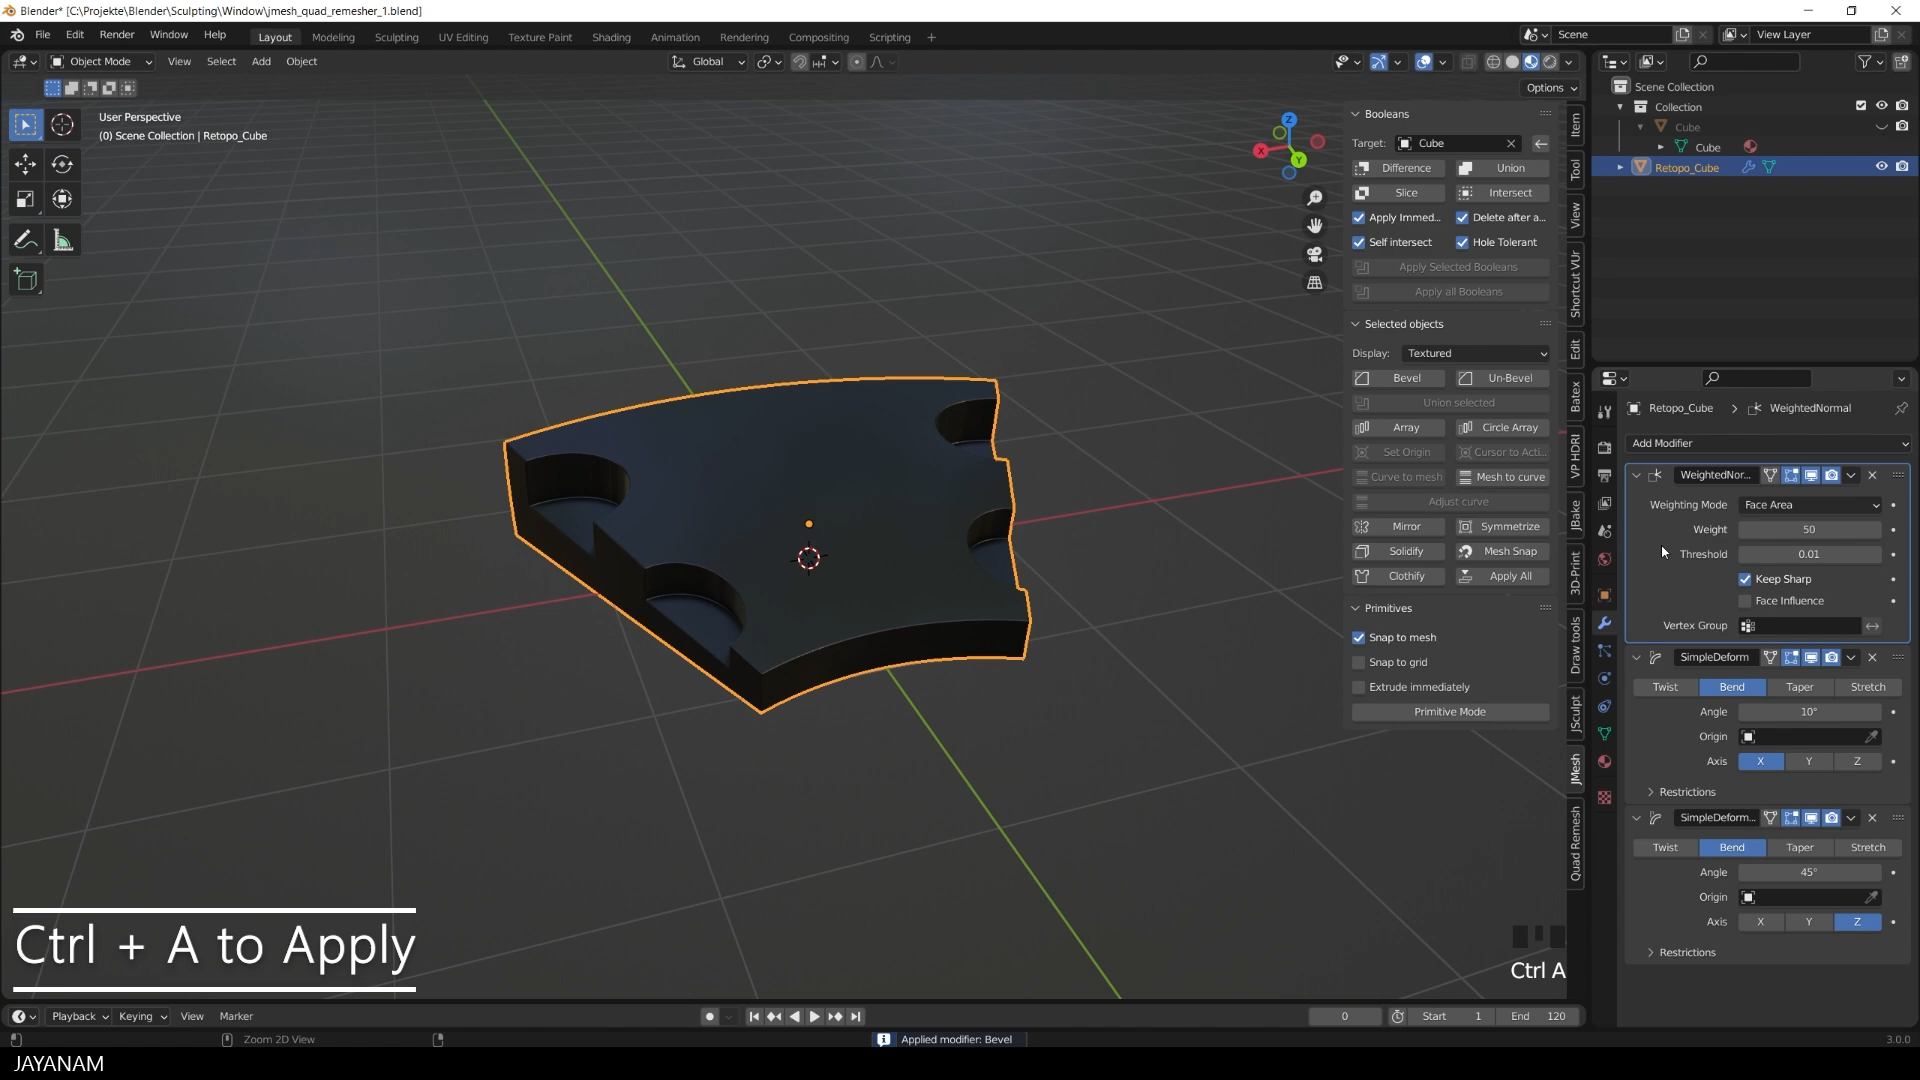 Blender* [C:\Projekte\Blender\Sculpting\Window\jmesh_quad_remesher_1.blend]
File Edit Render Window Help Layout Modeling Sculpting UV Editing Texture Paint Shading Animation Rendering Compositing Scripting + Scene View Layer
Object Mode View Select Add Object Global
Options
User Perspective
(0) Scene Collection | Retopo_Cube
Z
X
Y
Booleans
Target: Cube
Difference Union
Slice Intersect
Apply Immed... Delete after a...
Self intersect Hole Tolerant
Apply Selected Booleans
Apply all Booleans
Selected objects
Display: Textured
Bevel Un-Bevel
Union selected
Array Circle Array
Set Origin Cursor to Acti...
Curve to mesh Mesh to curve
Adjust curve
Mirror Symmetrize
Solidify Mesh Snap
Clothify Apply All
Primitives
Snap to mesh
Snap to grid
Extrude immediately
Primitive Mode
Item
Tool
View
Shortcut VUr
Edit
Batex
VP HDRI
JBake
3D-Print
Draw tools
JSculpt
JMesh
Quad Remesh
Scene Collection
Collection
Cube
Cube
Retopo_Cube
Retopo_Cube > WeightedNormal
Add Modifier
WeightedNor...
Weighting Mode Face Area
Weight 50
Threshold 0.01
Keep Sharp
Face Influence
Vertex Group
SimpleDeform
Twist Bend Taper Stretch
Angle 10°
Origin
Axis X Y Z
Restrictions
SimpleDeform...
Twist Bend Taper Stretch
Angle 45°
Origin
Axis X Y Z
Restrictions
Ctrl + A to Apply
Ctrl A
Playback Keying View Marker 0 Start 1 End 120
Zoom 2D View Applied modifier: Bevel 3.0.0
JAYANAM